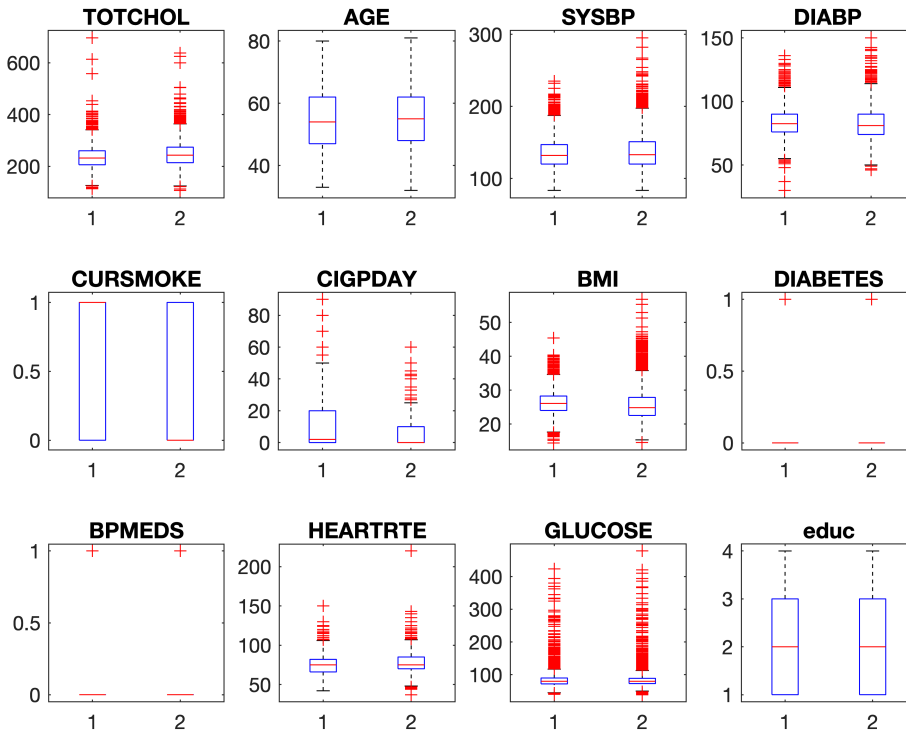 TOTCHOL AGE SYSBP DIABP
600 400 200 1 2
80 60 40 1 2
300 200 100 1 2
150 100 50 1 2
CURSMOKE CIGPDAY BMI DIABETES
1 0.5 0 1 2
80 60 40 20 0 1 2
50 40 30 20 1 2
1 0.5 0 1 2
BPMEDS HEARTRTE GLUCOSE educ
1 0.5 0 1 2
200 150 100 50 1 2
400 300 200 100 1 2
4 3 2 1 1 2